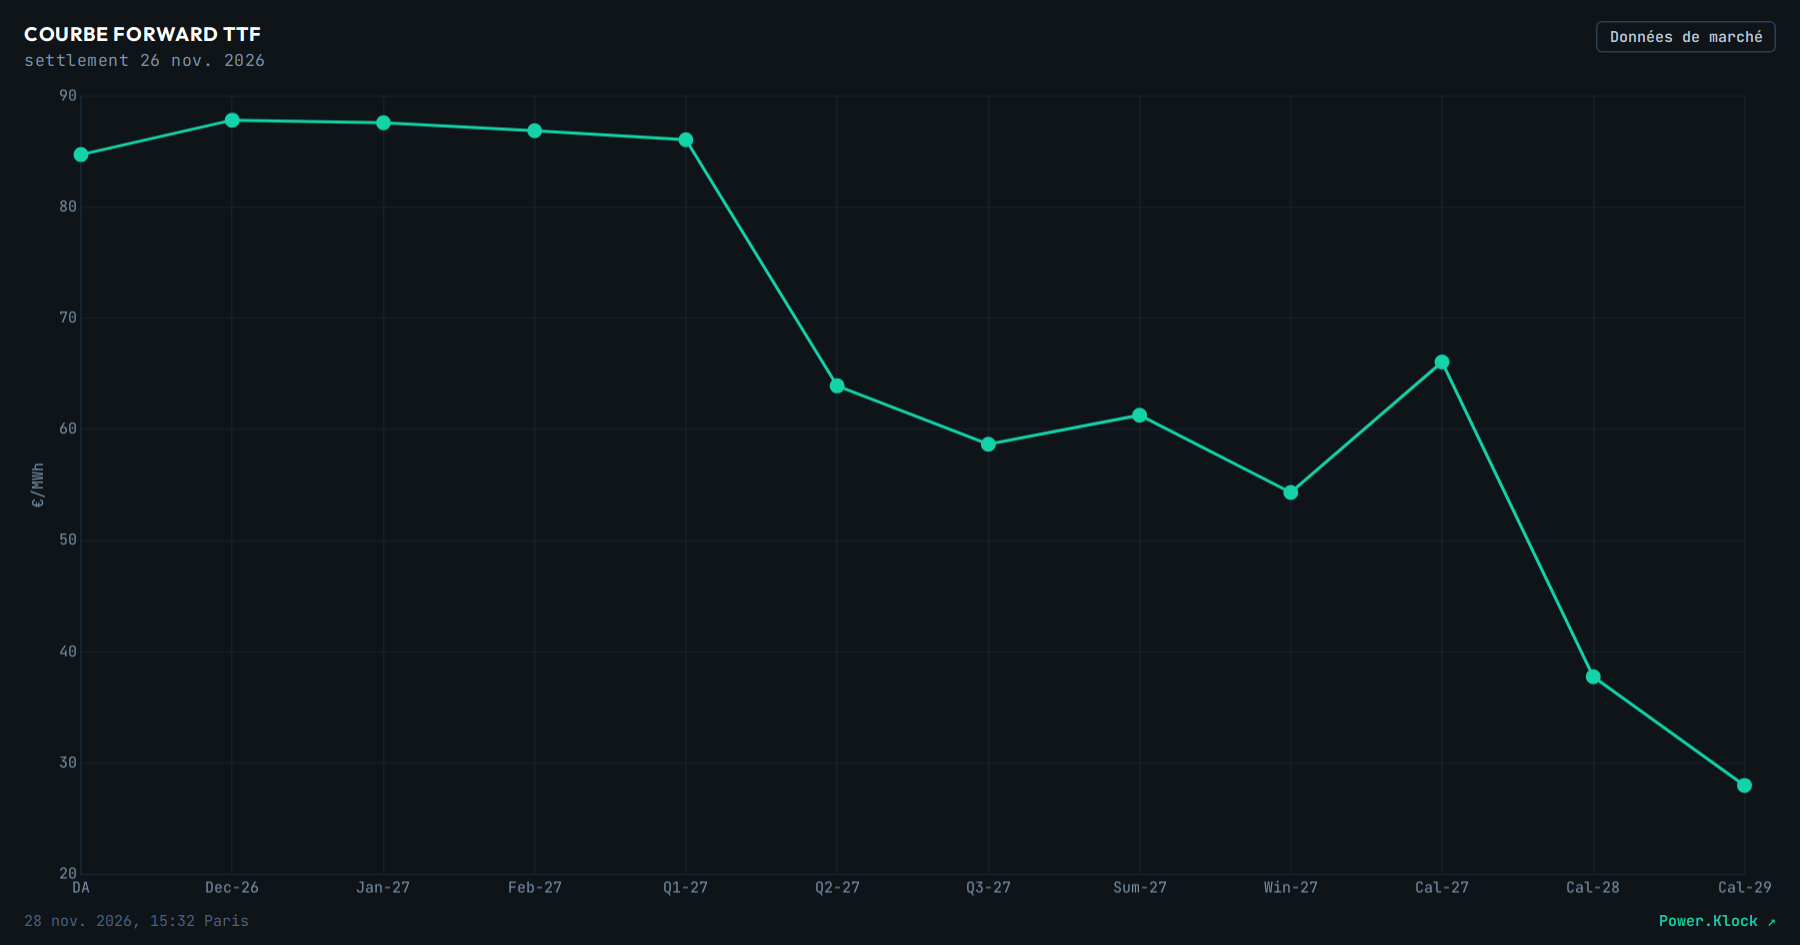 COURBE FORWARD TTF
settlement 26 nov. 2026
Données de marché
90
80
70
60
50
40
30
20
€/MWh
DA Dec-26 Jan-27 Feb-27 Q1-27 Q2-27 Q3-27 Sum-27 Win-27 Cal-27 Cal-28 Cal-29
28 nov. 2026, 15:32 Paris
Power.Klock ↗